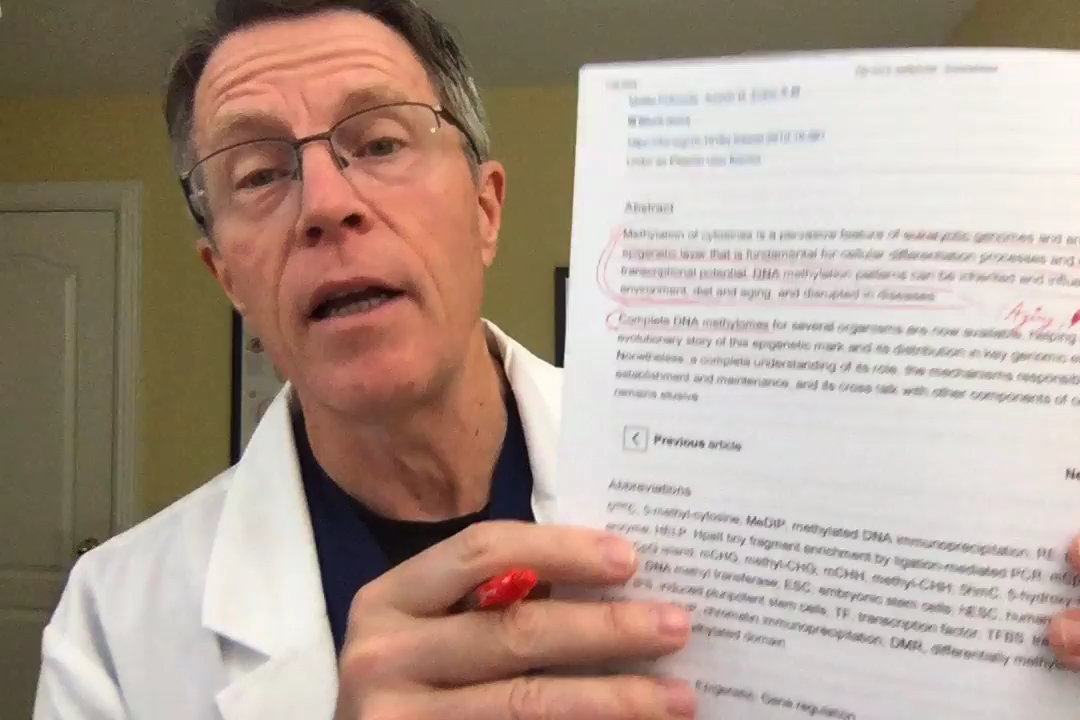 Abstract
Methylation of cytosines is a pervasive feature of eukaryotic genomes and an
epigenetic layer that is fundamental for cellular differentiation processes and
transcriptional potential. DNA methylation patterns can be inherited and influe
environment, diet and aging, and disrupted in diseases
Aging
Complete DNA methylomes for several organisms are now available, helping
evolutionary story of this epigenetic mark and its distribution in key genomic e
Nonetheless, a complete understanding of its role, the mechanisms responsib
establishment and maintenance, and its cross talk with other components of c
remains elusive
Previous article
Ne
Abbreviations
5mC, 5-methyl-cytosine, MeDIP, methylated DNA immunoprecipitation, RE
enzyme, HELP, HpaII tiny fragment enrichment by ligation-mediated PCR, mCp
CpG island, mCHG, methyl-CHG, mCHH, methyl-CHH, 5hmC, 5-hydroxy
DNA methyl transferase, ESC, embryonic stem cells, hESC, human
induced pluripotent stem cells, TF, transcription factor, TFBS, tra
chromatin immunoprecipitation, DMR, differentially methyla
methylated domain
Epigenetic, Gene regulation